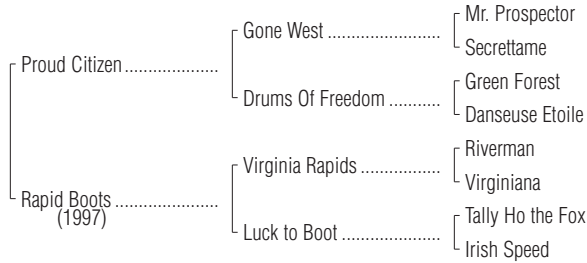 Mr. Prospector
Gone West
Secrettame
Proud Citizen
Green Forest
Drums Of Freedom
Danseuse Etoile
Riverman
Virginia Rapids
Virginiana
Rapid Boots
(1997)
Tally Ho the Fox
Luck to Boot
Irish Speed